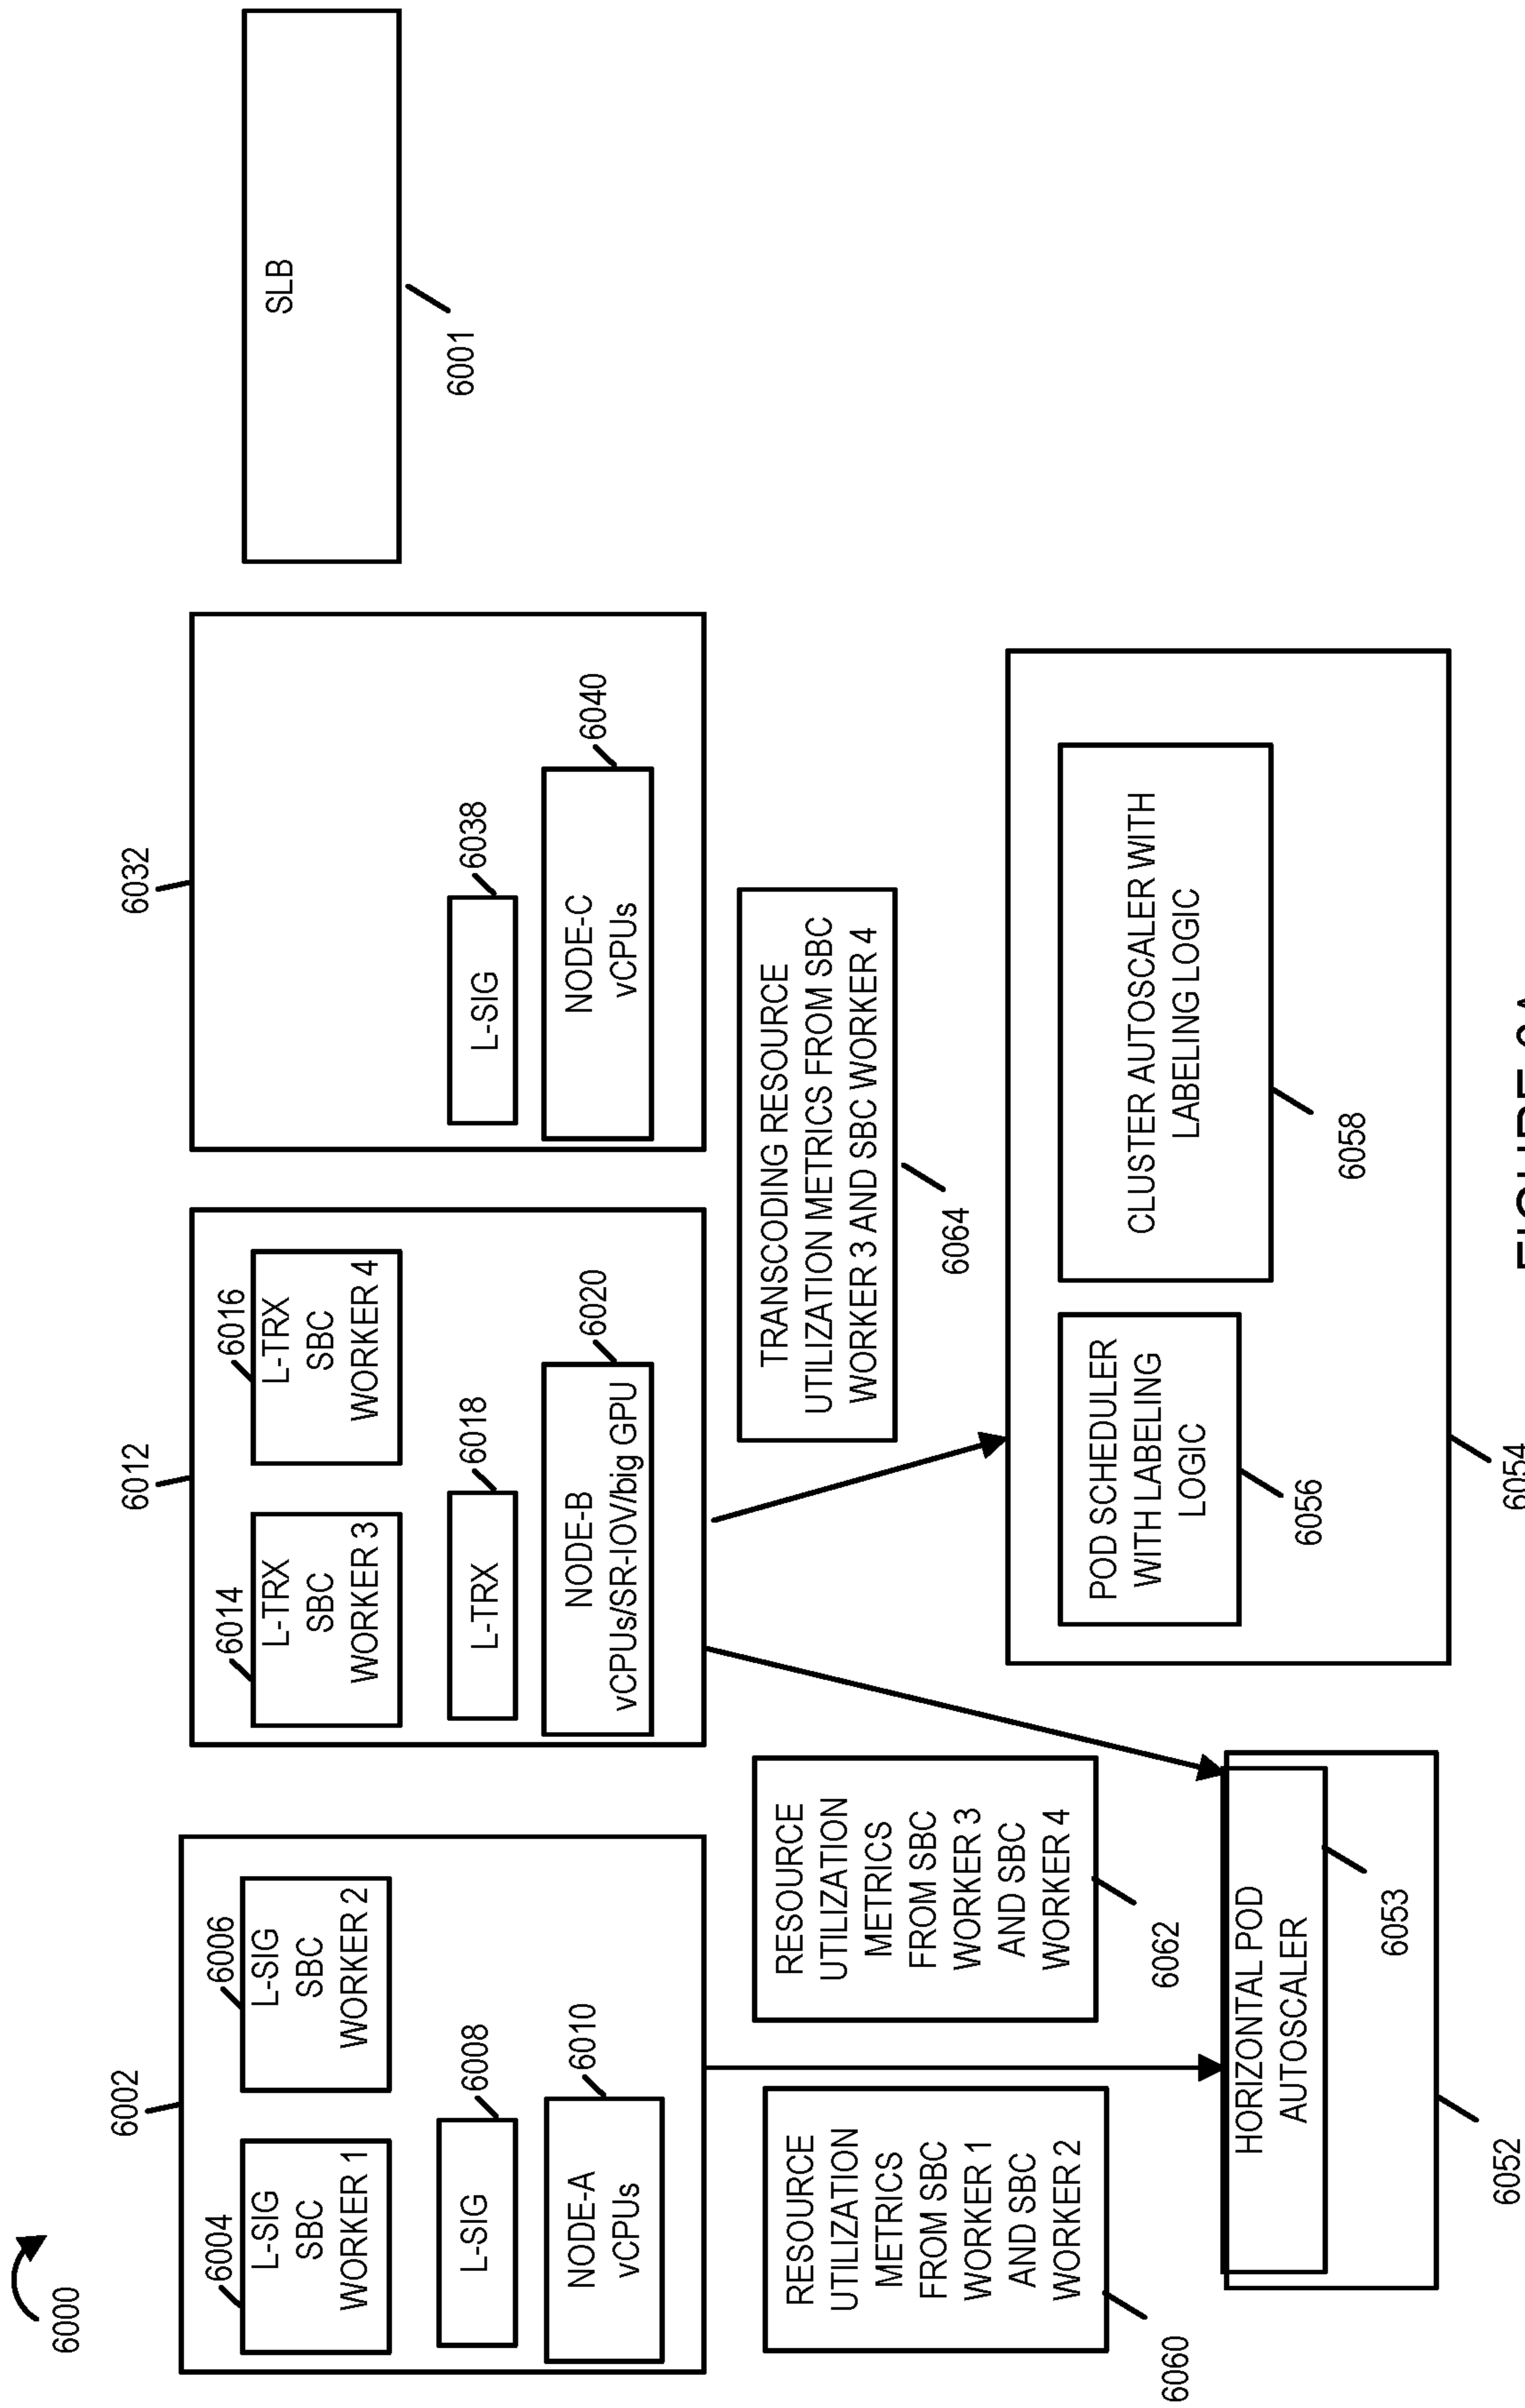 6000
6002
6004
L-SIG
SBC
WORKER 1
6006
L-SIG
SBC
WORKER 2
L-SIG
6008
NODE-A
vCPUs
6010
6012
6014
L-TRX
SBC
WORKER 3
6016
L-TRX
SBC
WORKER 4
L-TRX
6018
NODE-B
vCPUs/SR-IOV/big GPU
6020
6032
L-SIG
6038
NODE-C
vCPUs
6040
SLB
6001
RESOURCE
UTILIZATION
METRICS
FROM SBC
WORKER 1
AND SBC
WORKER 2
6060
RESOURCE
UTILIZATION
METRICS
FROM SBC
WORKER 3
AND SBC
WORKER 4
6062
TRANSCODING RESOURCE
UTILIZATION METRICS FROM SBC
WORKER 3 AND SBC WORKER 4
6064
HORIZONTAL POD
AUTOSCALER
6053
6052
POD SCHEDULER
WITH LABELING
LOGIC
6056
CLUSTER AUTOSCALER WITH
LABELING LOGIC
6058
6054
FIGURE 6A